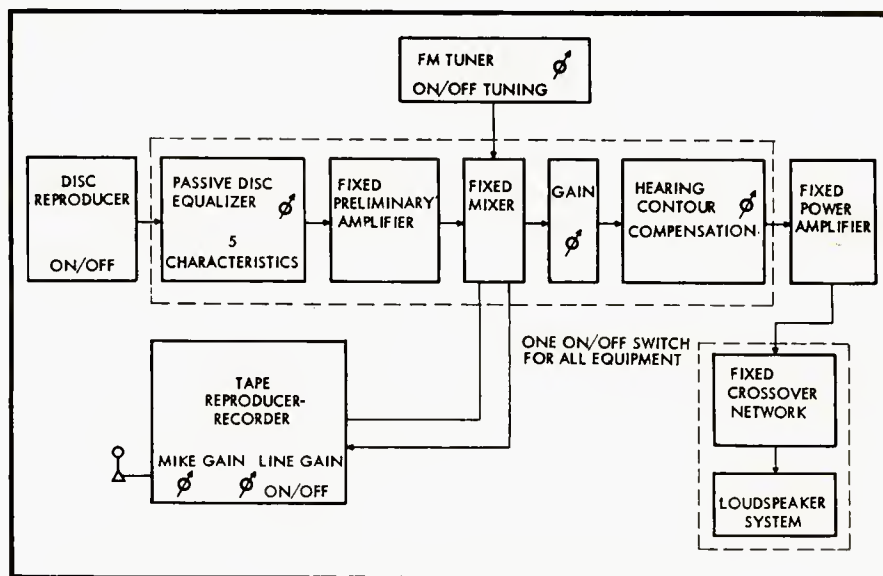 FM TUNER
ON/OFF TUNING
DISC
REPRODUCER
ON/OFF
PASSIVE DISC
EQUALIZER
5
CHARACTERISTICS
FIXED
PRELIMINARY
AMPLIFIER
FIXED
MIXER
GAIN
HEARING
CONTOUR
COMPENSATION
FIXED
POWER
AMPLIFIER
ONE ON/OFF SWITCH
FOR ALL EQUIPMENT
TAPE
REPRODUCER-
RECORDER
MIKE GAIN LINE GAIN
ON/OFF
FIXED
CROSSOVER
NETWORK
LOUDSPEAKER
SYSTEM